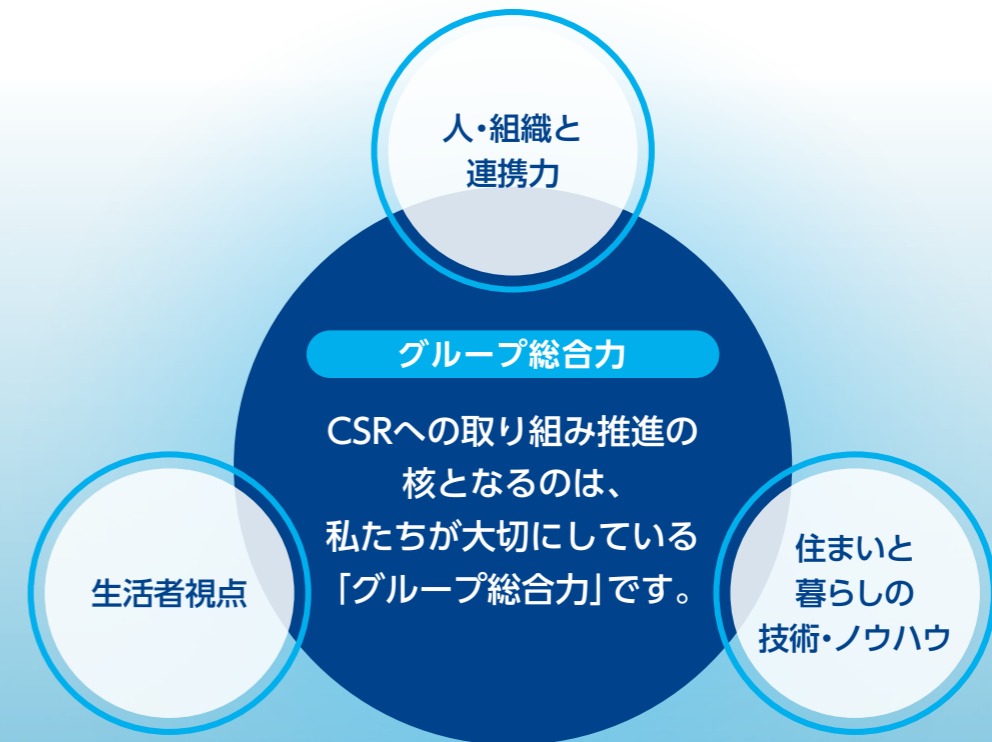 人・組織と
連携力
グループ総合力
CSRへの取り組み推進の
核となるのは、
私たちが大切にしている
「グループ総合力」です。
生活者視点
住まいと
暮らしの
技術・ノウハウ